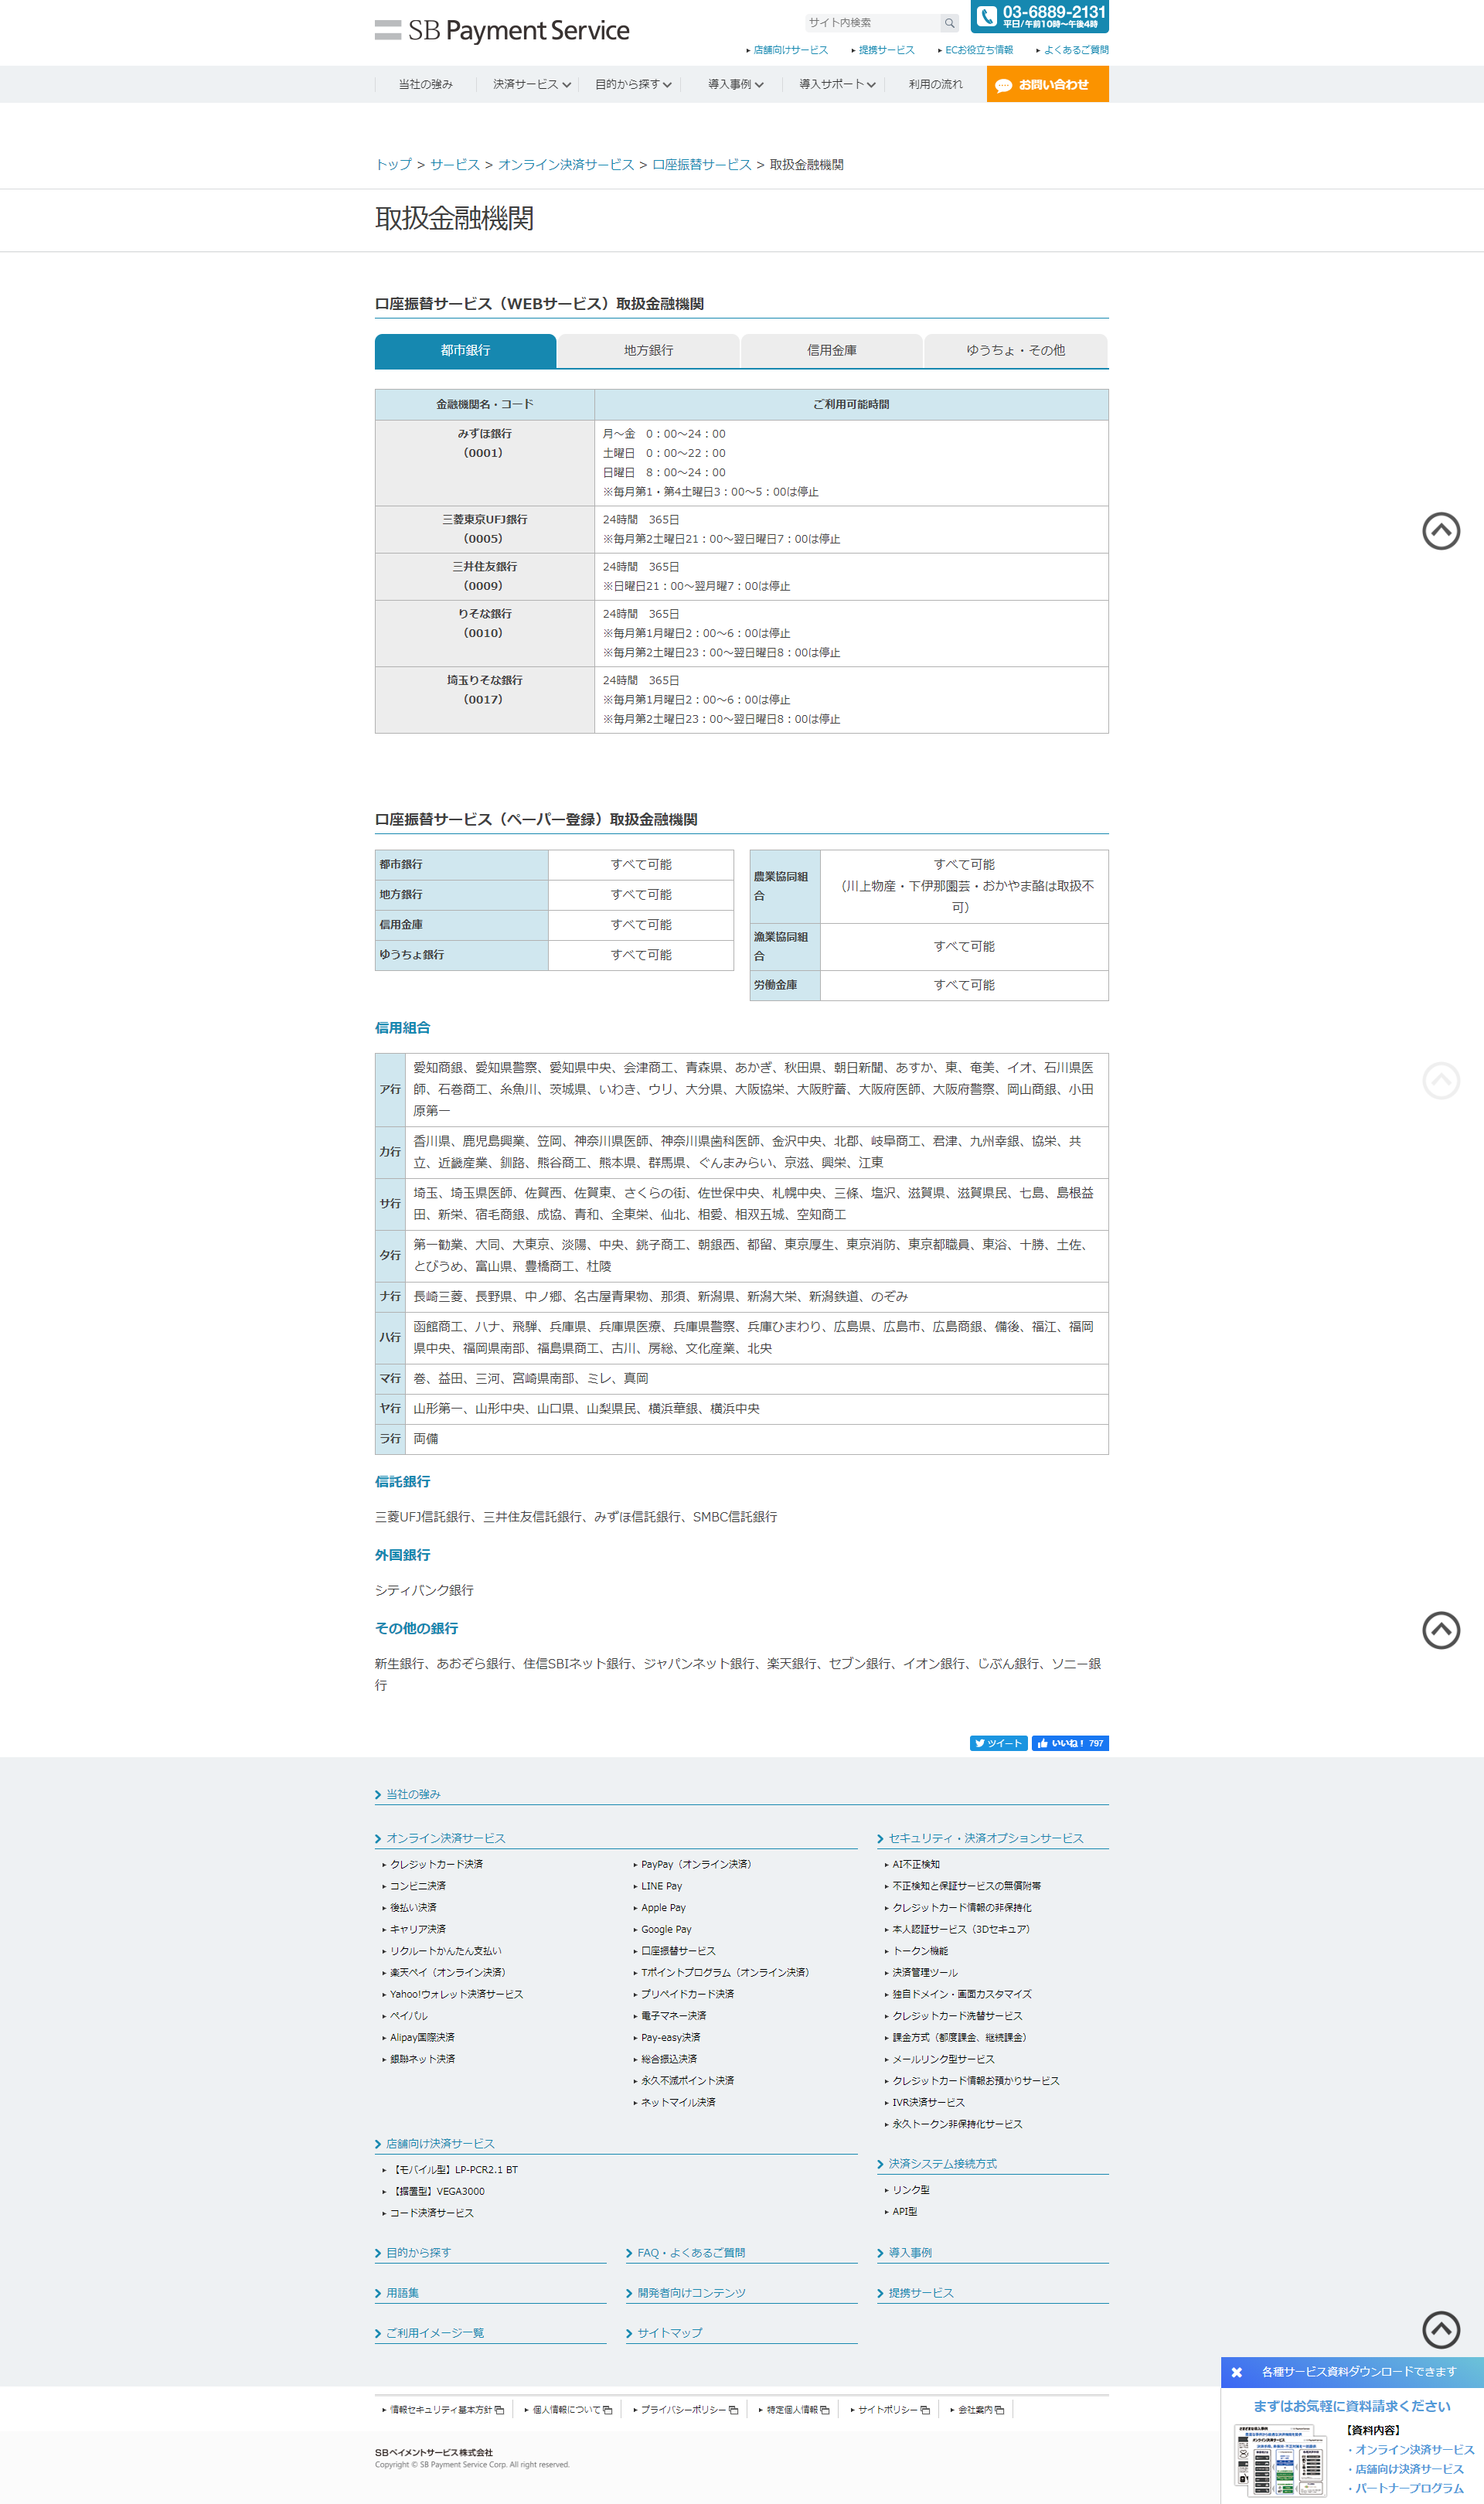 SB Payment Service
サイト内検索
03-6889-2131
平日/午前10時～午後4時
店舗向けサービス
提携サービス
ECお役立ち情報
よくあるご質問
当社の強み
決済サービス
目的から探す
導入事例
導入サポート
利用の流れ
お問い合わせ
トップ > サービス > オンライン決済サービス > 口座振替サービス > 取扱金融機関
取扱金融機関
口座振替サービス（WEBサービス）取扱金融機関
都市銀行
地方銀行
信用金庫
ゆうちょ・その他
金融機関名・コード
ご利用可能時間
みずほ銀行
（0001）
月～金　0：00～24：00
土曜日　0：00～22：00
日曜日　8：00～24：00
※毎月第1・第4土曜日3：00～5：00は停止
三菱東京UFJ銀行
（0005）
24時間　365日
※毎月第2土曜日21：00～翌日曜日7：00は停止
三井住友銀行
（0009）
24時間　365日
※日曜日21：00～翌月曜7：00は停止
りそな銀行
（0010）
24時間　365日
※毎月第1月曜日2：00～6：00は停止
※毎月第2土曜日23：00～翌日曜日8：00は停止
埼玉りそな銀行
（0017）
24時間　365日
※毎月第1月曜日2：00～6：00は停止
※毎月第2土曜日23：00～翌日曜日8：00は停止
口座振替サービス（ペーパー登録）取扱金融機関
都市銀行
すべて可能
地方銀行
すべて可能
信用金庫
すべて可能
ゆうちょ銀行
すべて可能
農業協同組
合
すべて可能
（川上物産・下伊那園芸・おかやま酪は取扱不
可）
漁業協同組
合
すべて可能
労働金庫
すべて可能
信用組合
ア行
愛知商銀、愛知県警察、愛知県中央、会津商工、青森県、あかぎ、秋田県、朝日新聞、あすか、東、奄美、イオ、石川県医
師、石巻商工、糸魚川、茨城県、いわき、ウリ、大分県、大阪協栄、大阪貯蓄、大阪府医師、大阪府警察、岡山商銀、小田
原第一
カ行
香川県、鹿児島興業、笠岡、神奈川県医師、神奈川県歯科医師、金沢中央、北郡、岐阜商工、君津、九州幸銀、協栄、共
立、近畿産業、釧路、熊谷商工、熊本県、群馬県、ぐんまみらい、京滋、興栄、江東
サ行
埼玉、埼玉県医師、佐賀西、佐賀東、さくらの街、佐世保中央、札幌中央、三條、塩沢、滋賀県、滋賀県民、七島、島根益
田、新栄、宿毛商銀、成協、青和、全東栄、仙北、相愛、相双五城、空知商工
タ行
第一勧業、大同、大東京、淡陽、中央、銚子商工、朝銀西、都留、東京厚生、東京消防、東京都職員、東浴、十勝、土佐、
とびうめ、富山県、豊橋商工、杜陵
ナ行
長崎三菱、長野県、中ノ郷、名古屋青果物、那須、新潟県、新潟大栄、新潟鉄道、のぞみ
ハ行
函館商工、ハナ、飛騨、兵庫県、兵庫県医療、兵庫県警察、兵庫ひまわり、広島県、広島市、広島商銀、備後、福江、福岡
県中央、福岡県南部、福島県商工、古川、房総、文化産業、北央
マ行
巻、益田、三河、宮崎県南部、ミレ、真岡
ヤ行
山形第一、山形中央、山口県、山梨県民、横浜華銀、横浜中央
ラ行
両備
信託銀行
三菱UFJ信託銀行、三井住友信託銀行、みずほ信託銀行、SMBC信託銀行
外国銀行
シティバンク銀行
その他の銀行
新生銀行、あおぞら銀行、住信SBIネット銀行、ジャパンネット銀行、楽天銀行、セブン銀行、イオン銀行、じぶん銀行、ソニー銀
行
ツイート
いいね！ 797
当社の強み
オンライン決済サービス
クレジットカード決済
コンビニ決済
後払い決済
キャリア決済
リクルートかんたん支払い
楽天ペイ（オンライン決済）
Yahoo!ウォレット決済サービス
ペイパル
Alipay国際決済
銀聯ネット決済
PayPay（オンライン決済）
LINE Pay
Apple Pay
Google Pay
口座振替サービス
Tポイントプログラム（オンライン決済）
プリペイドカード決済
電子マネー決済
Pay-easy決済
総合振込決済
永久不滅ポイント決済
ネットマイル決済
セキュリティ・決済オプションサービス
AI不正検知
不正検知と保証サービスの無償附帯
クレジットカード情報の非保持化
本人認証サービス（3Dセキュア）
トークン機能
決済管理ツール
独自ドメイン・画面カスタマイズ
クレジットカード洗替サービス
課金方式（都度課金、継続課金）
メールリンク型サービス
クレジットカード情報お預かりサービス
IVR決済サービス
永久トークン非保持化サービス
店舗向け決済サービス
【モバイル型】LP-PCR2.1 BT
【据置型】VEGA3000
コード決済サービス
決済システム接続方式
リンク型
API型
目的から探す
FAQ・よくあるご質問
導入事例
用語集
開発者向けコンテンツ
提携サービス
ご利用イメージ一覧
サイトマップ
情報セキュリティ基本方針
個人情報について
プライバシーポリシー
特定個人情報
サイトポリシー
会社案内
SBペイメントサービス株式会社
Copyright © SB Payment Service Corp. All right reserved.
各種サービス資料ダウンロードできます
まずはお気軽に資料請求ください
【資料内容】
・オンライン決済サービス
・店舗向け決済サービス
・パートナープログラム